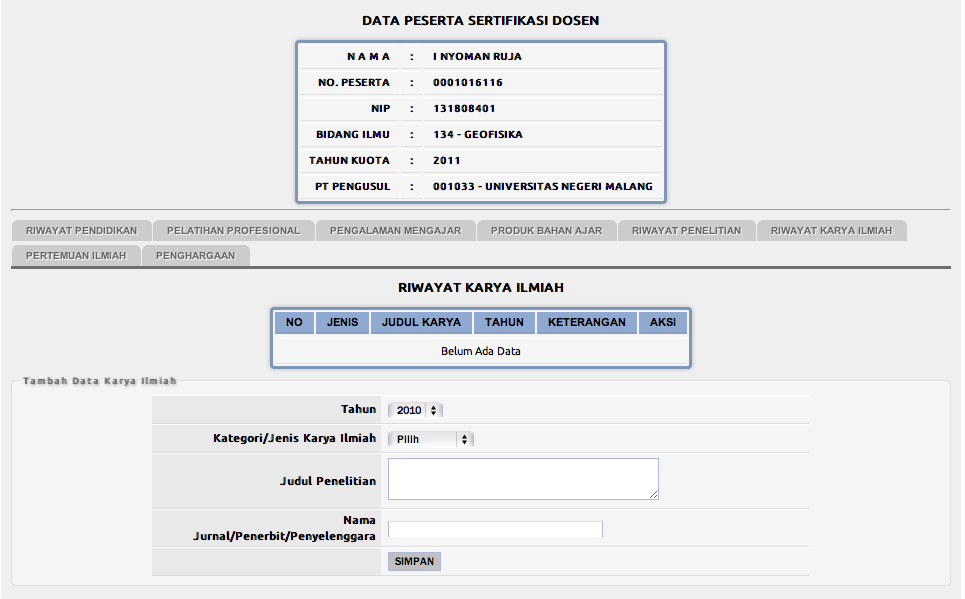 DATA PESERTA SERTIFIKASI DOSEN
N A M A : I NYOMAN RUJA
NO. PESERTA : 0001016116
NIP : 131808401
BIDANG ILMU : 134 - GEOFISIKA
TAHUN KUOTA : 2011
PT PENGUSUL : 001033 - UNIVERSITAS NEGERI MALANG
RIWAYAT PENDIDIKAN PELATIHAN PROFESIONAL PENGALAMAN MENGAJAR PRODUK BAHAN AJAR RIWAYAT PENELITIAN RIWAYAT KARYA ILMIAH
PERTEMUAN ILMIAH PENGHARGAAN
RIWAYAT KARYA ILMIAH
NO JENIS JUDUL KARYA TAHUN KETERANGAN AKSI
Belum Ada Data
Tambah Data Karya Ilmiah
Tahun 2010
Kategori/Jenis Karya Ilmiah Pilih
Judul Penelitian
Nama
Jurnal/Penerbit/Penyelenggara
SIMPAN